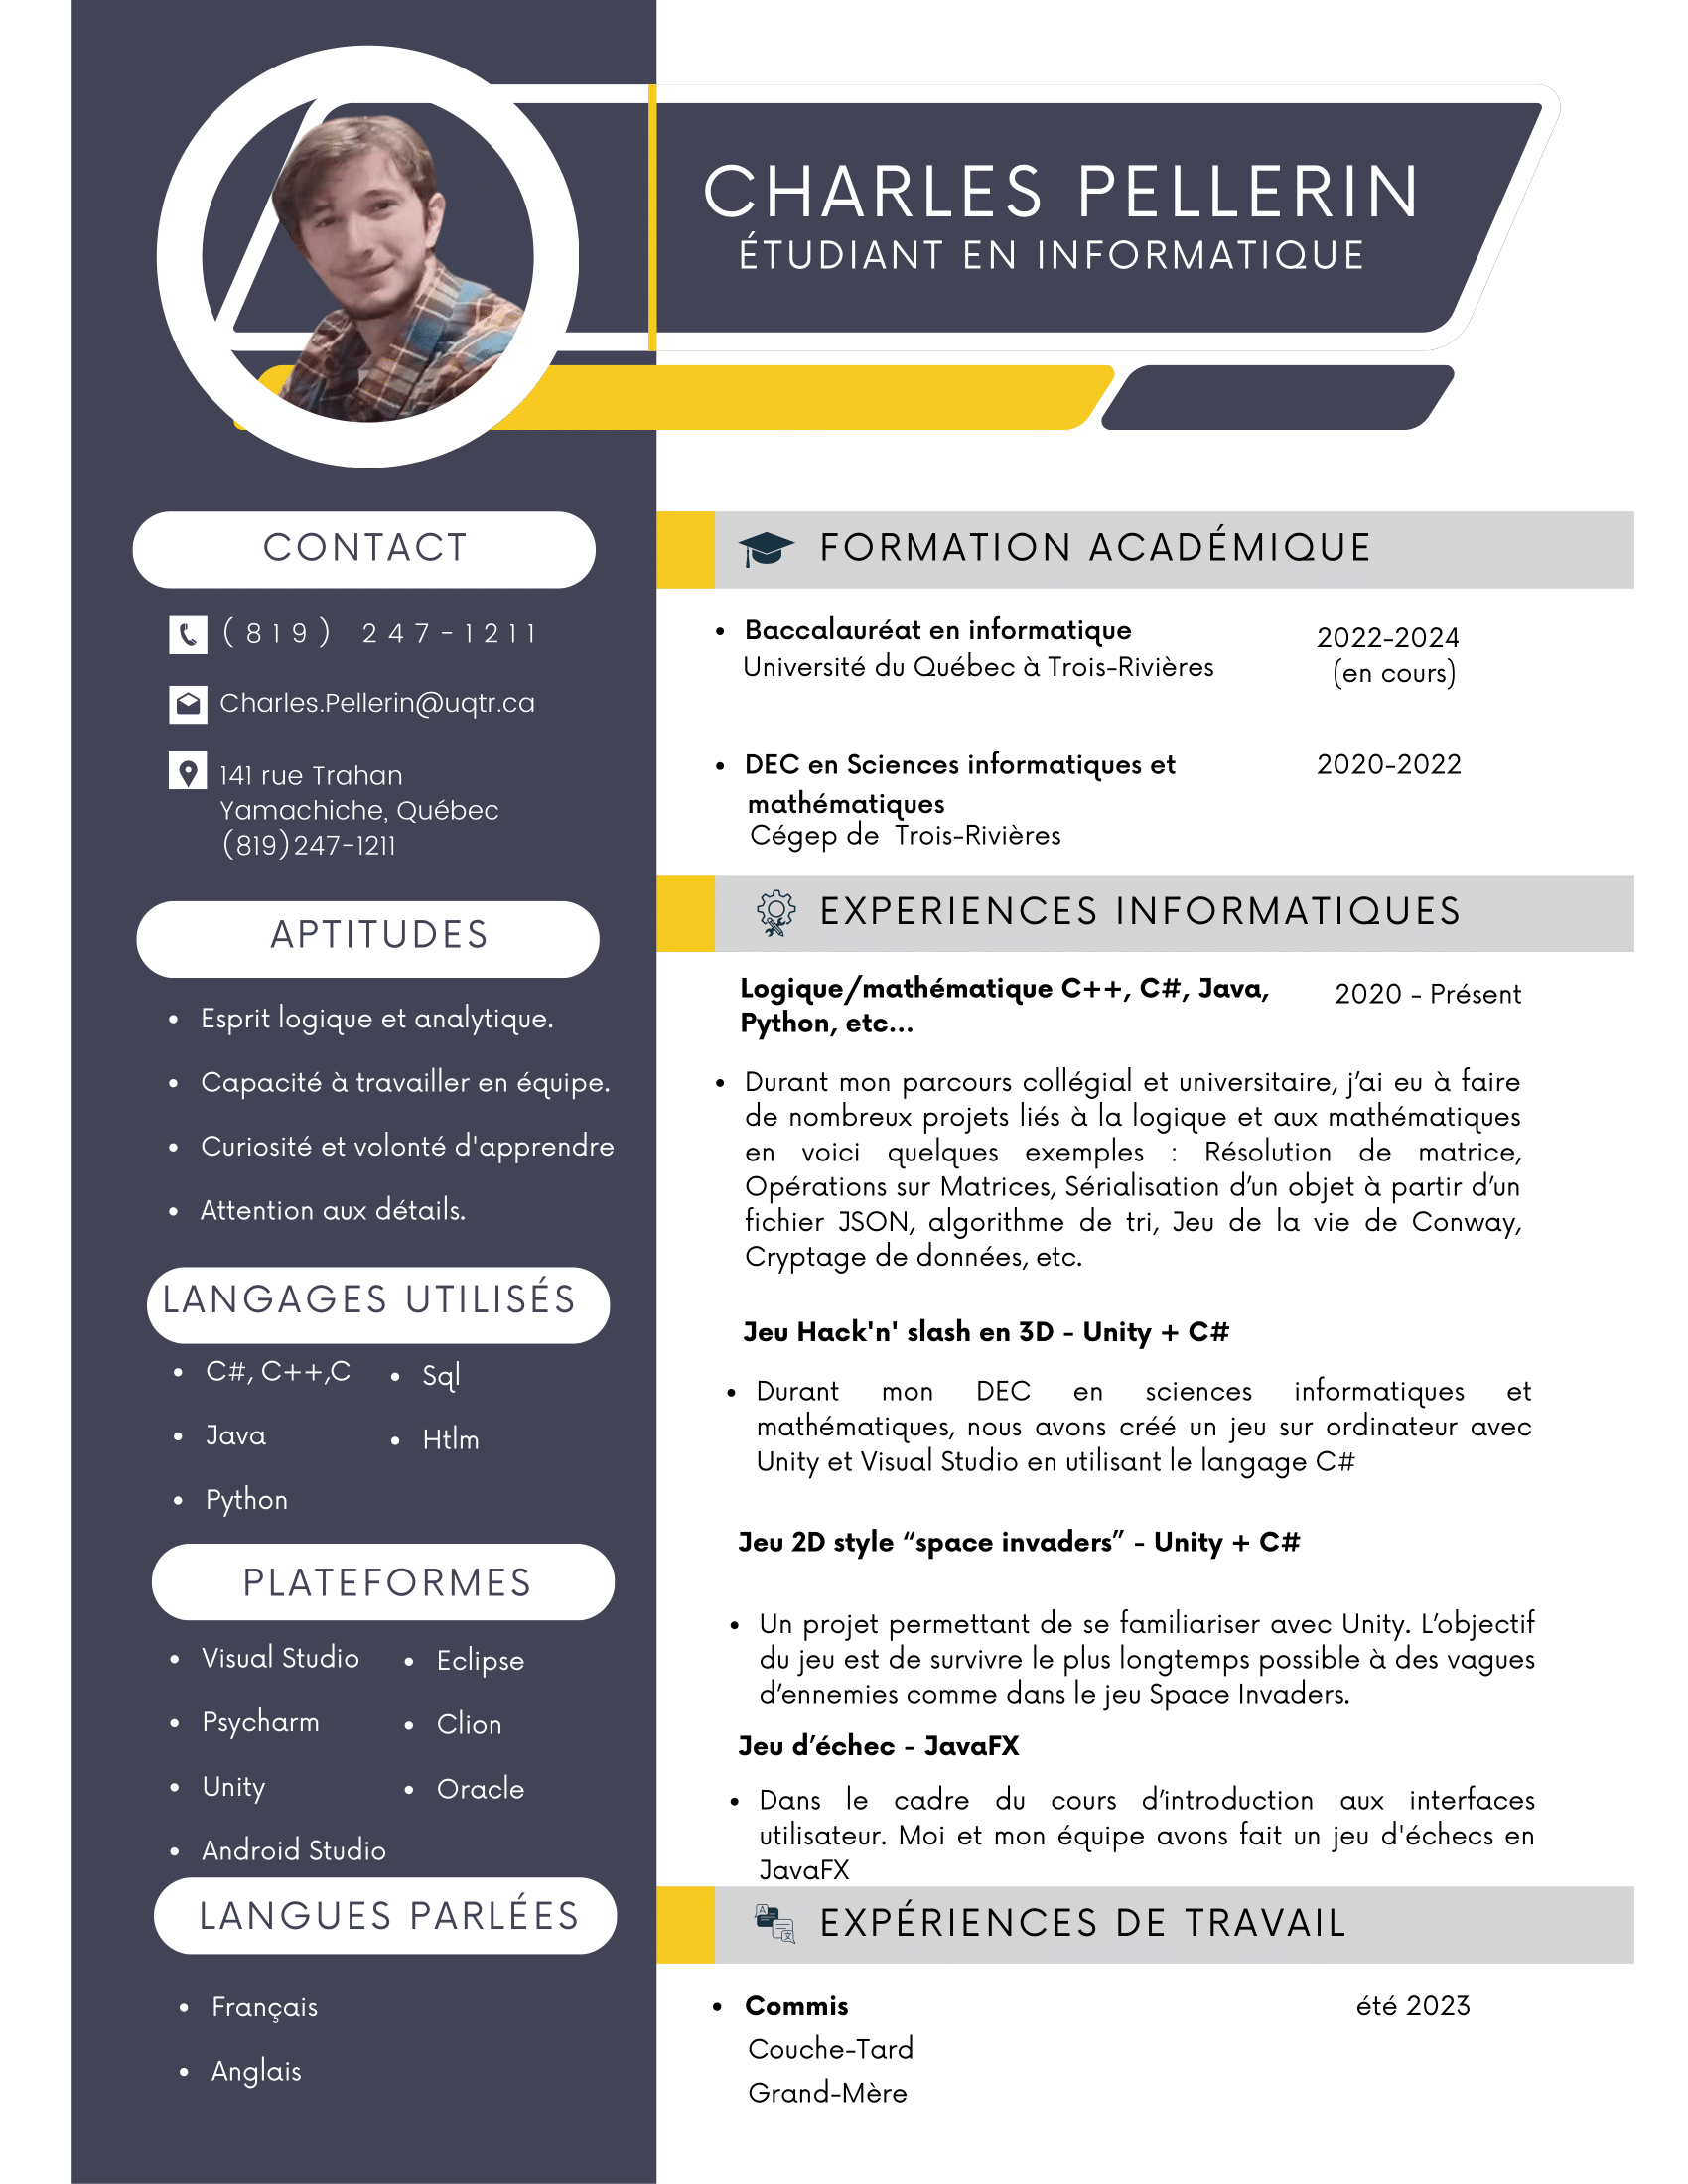 CHARLES PELLERIN
ÉTUDIANT EN INFORMATIQUE
CONTACT
(819) 247-1211
Charles.Pellerin@uqtr.ca
141 rue Trahan
Yamachiche, Québec
(819)247-1211
APTITUDES
• Esprit logique et analytique.
• Capacité à travailler en équipe.
• Curiosité et volonté d'apprendre
• Attention aux détails.
LANGAGES UTILISÉS
• C#, C++,C
• Java
• Python
• Sql
• Htlm
PLATEFORMES
• Visual Studio
• Psycharm
• Unity
• Android Studio
• Eclipse
• Clion
• Oracle
LANGUES PARLÉES
• Français
• Anglais
FORMATION ACADÉMIQUE
• Baccalauréat en informatique
Université du Québec à Trois-Rivières
2022-2024
(en cours)
• DEC en Sciences informatiques et
mathématiques
Cégep de Trois-Rivières
2020-2022
EXPERIENCES INFORMATIQUES
Logique/mathématique C++, C#, Java,
Python, etc...
2020 - Présent
• Durant mon parcours collégial et universitaire, j’ai eu à faire
de nombreux projets liés à la logique et aux mathématiques
en voici quelques exemples : Résolution de matrice,
Opérations sur Matrices, Sérialisation d’un objet à partir d’un
fichier JSON, algorithme de tri, Jeu de la vie de Conway,
Cryptage de données, etc.
Jeu Hack'n' slash en 3D - Unity + C#
• Durant mon DEC en sciences informatiques et
mathématiques, nous avons créé un jeu sur ordinateur avec
Unity et Visual Studio en utilisant le langage C#
Jeu 2D style “space invaders” - Unity + C#
• Un projet permettant de se familiariser avec Unity. L’objectif
du jeu est de survivre le plus longtemps possible à des vagues
d’ennemies comme dans le jeu Space Invaders.
Jeu d’échec - JavaFX
• Dans le cadre du cours d’introduction aux interfaces
utilisateur. Moi et mon équipe avons fait un jeu d'échecs en
JavaFX
EXPÉRIENCES DE TRAVAIL
• Commis
Couche-Tard
Grand-Mère
été 2023